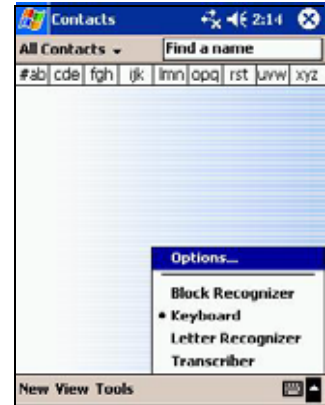 Contacts 2:14
All Contacts Find a name
#ab cde fgh ijk lmn opq rst uvw xyz
Options...
Block Recognizer
• Keyboard
Letter Recognizer
Transcriber
New View Tools